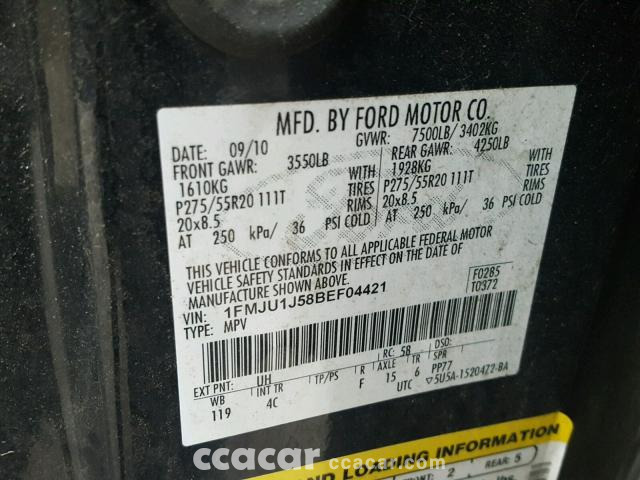 MFD. BY FORD MOTOR CO.
DATE: 09/10 GVWR: 7500LB/ 3402KG
FRONT GAWR: 3550LB REAR GAWR: 4250LB
1610KG WITH 1928KG WITH
P275/55R20 111T TIRES P275/55R20 111T TIRES
20x8.5 RIMS 20x8.5 RIMS
AT 250 kPa/ 36 PSI COLD AT 250 kPa/ 36 PSI COLD
THIS VEHICLE CONFORMS TO ALL APPLICABLE FEDERAL MOTOR
VEHICLE SAFETY STANDARDS IN EFFECT ON THE DATE OF
MANUFACTURE SHOWN ABOVE.
VIN: 1FMJU1J58BEF04421 F0285
TYPE: MPV T0372
EXT PNT: UH RC: 58 DSO:
WB INT TR TP/PS R AXLE TR SPR
119 4C F 15 6 PP77
UTC ▽5U5A-1520472-BA
AND LOADING INFORMATION
FRONT: 2 REAR: 5
ccacar ccacar.com